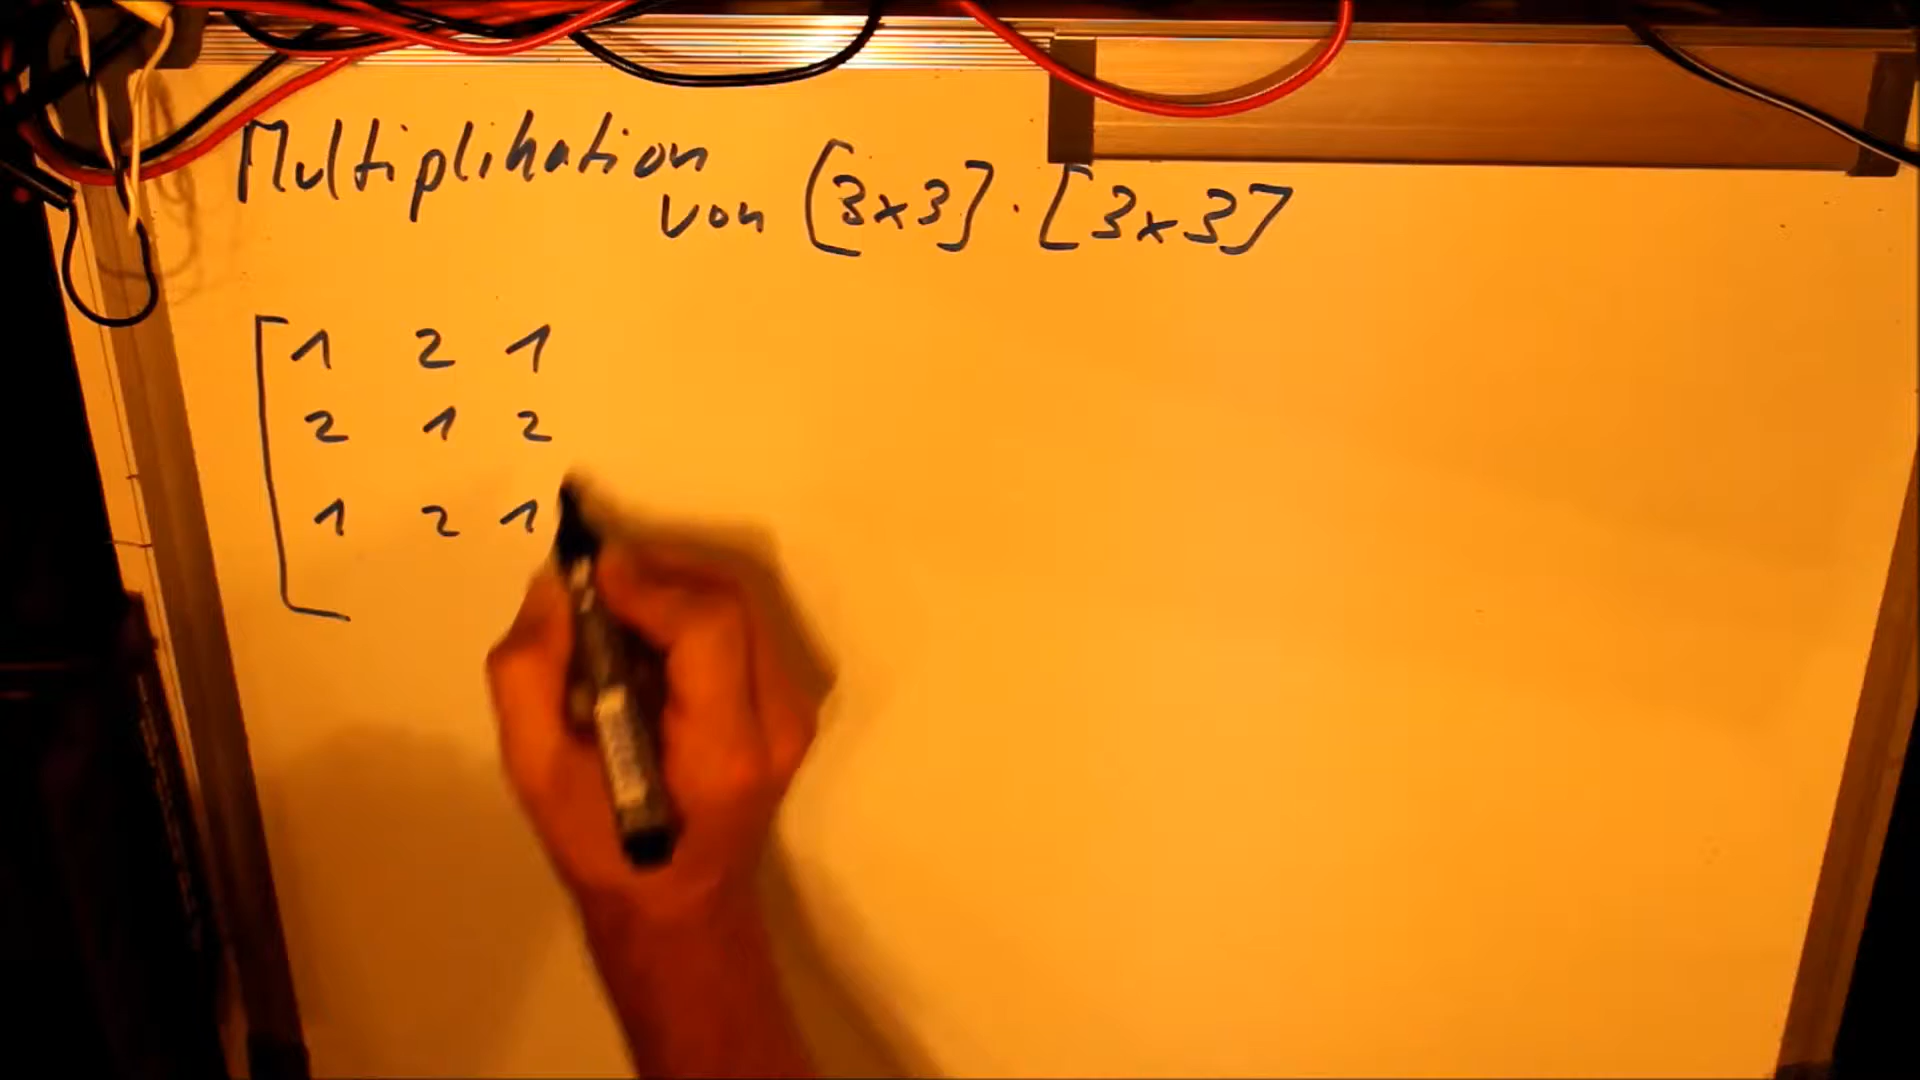 Multiplikation
von [3x3] · [3x3]
1 2 1
2 1 2
1 2 1